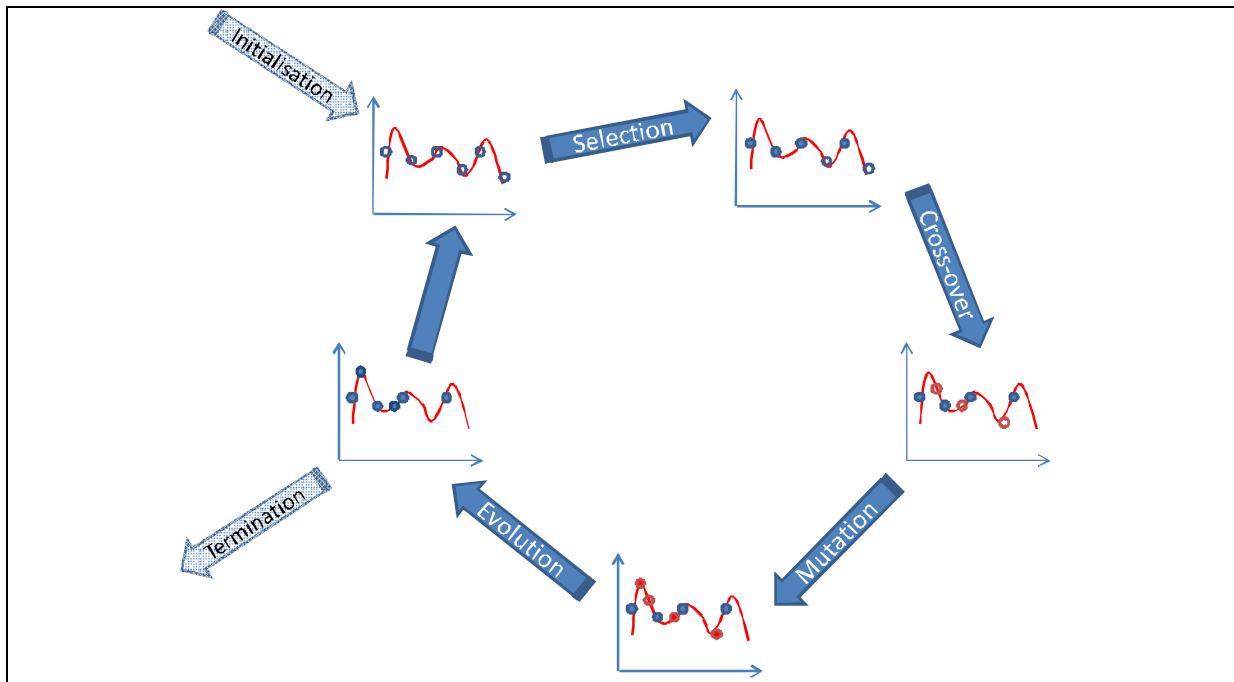 Initialisation
Selection
Cross-over
Mutation
Evolution
Termination